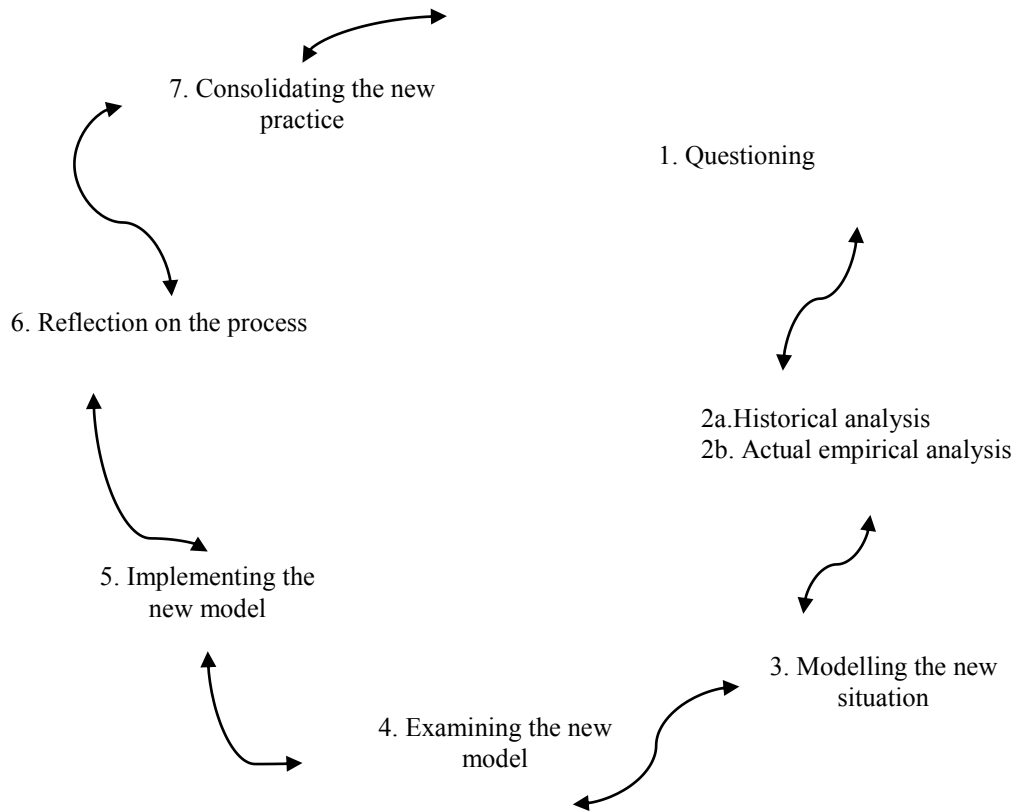 7. Consolidating the new
practice
1. Questioning
6. Reflection on the process
2a.Historical analysis
2b. Actual empirical analysis
5. Implementing the
new model
3. Modelling the new
situation
4. Examining the new
model